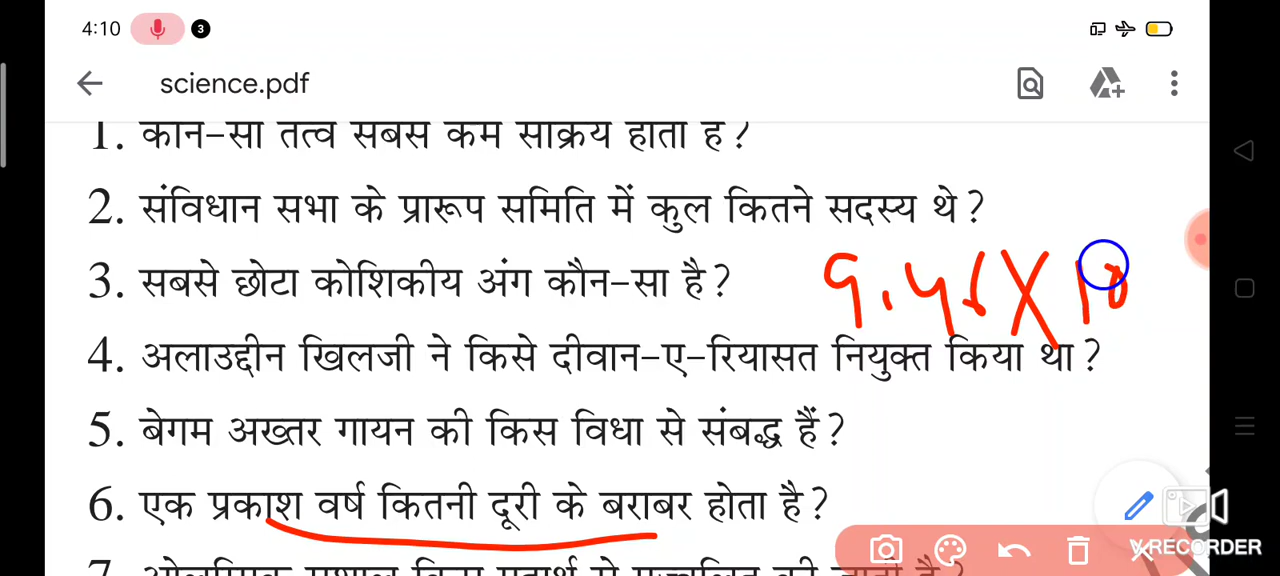 4:10 3
science.pdf
1. कौन-सा तत्व सबसे कम सक्रिय होता है?
2. संविधान सभा के प्रारूप समिति में कुल कितने सदस्य थे?
3. सबसे छोटा कोशिकीय अंग कौन-सा है? 9.46 X 10
4. अलाउद्दीन खिलजी ने किसे दीवान-ए-रियासत नियुक्त किया था?
5. बेगम अख्तर गायन की किस विधा से संबद्ध हैं?
6. एक प्रकाश वर्ष कितनी दूरी के बराबर होता है?
7.
XRECORDER